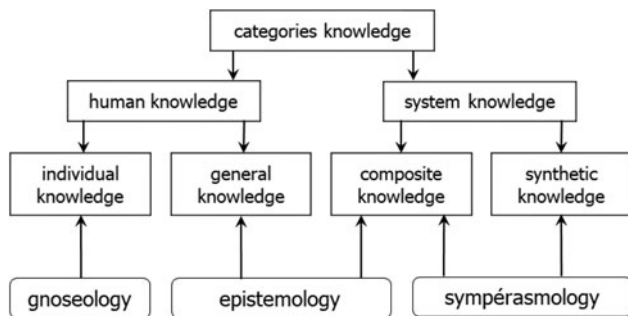 categories knowledge
human knowledge
system knowledge
individual
knowledge
general
knowledge
composite
knowledge
synthetic
knowledge
gnoseology
epistemology
sympérasmology